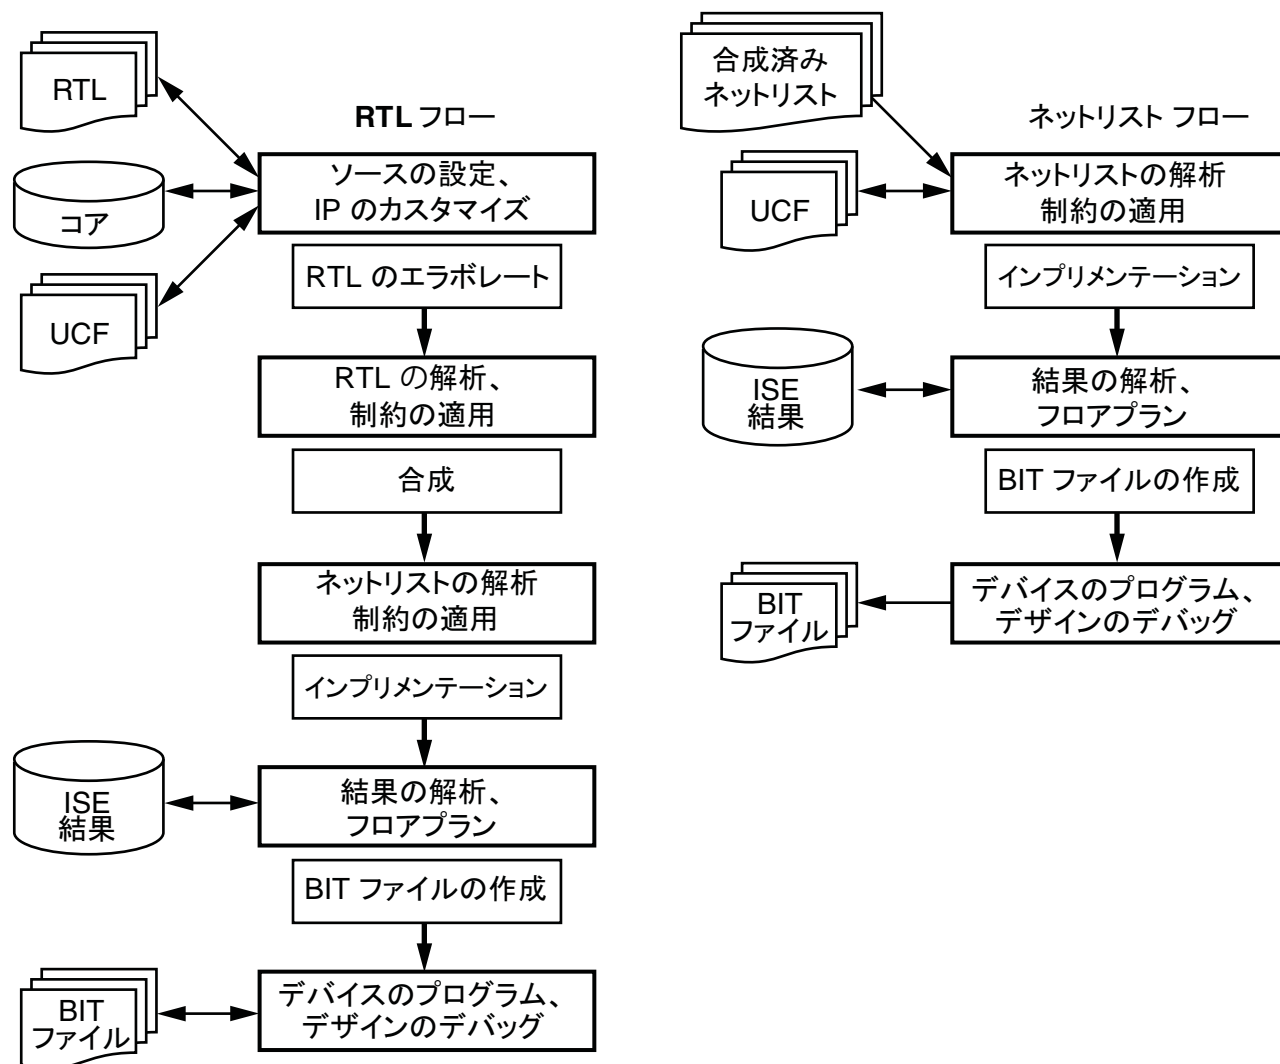 RTL
RTL フロー
コア
ソースの設定、
IP のカスタマイズ
UCF
RTL のエラボレート
RTL の解析、
制約の適用
合成
ネットリストの解析
制約の適用
インプリメンテーション
ISE
結果
結果の解析、
フロアプラン
BIT ファイルの作成
BIT
ファイル
デバイスのプログラム、
デザインのデバッグ
合成済み
ネットリスト
ネットリスト フロー
UCF
ネットリストの解析
制約の適用
インプリメンテーション
ISE
結果
結果の解析、
フロアプラン
BIT ファイルの作成
BIT
ファイル
デバイスのプログラム、
デザインのデバッグ